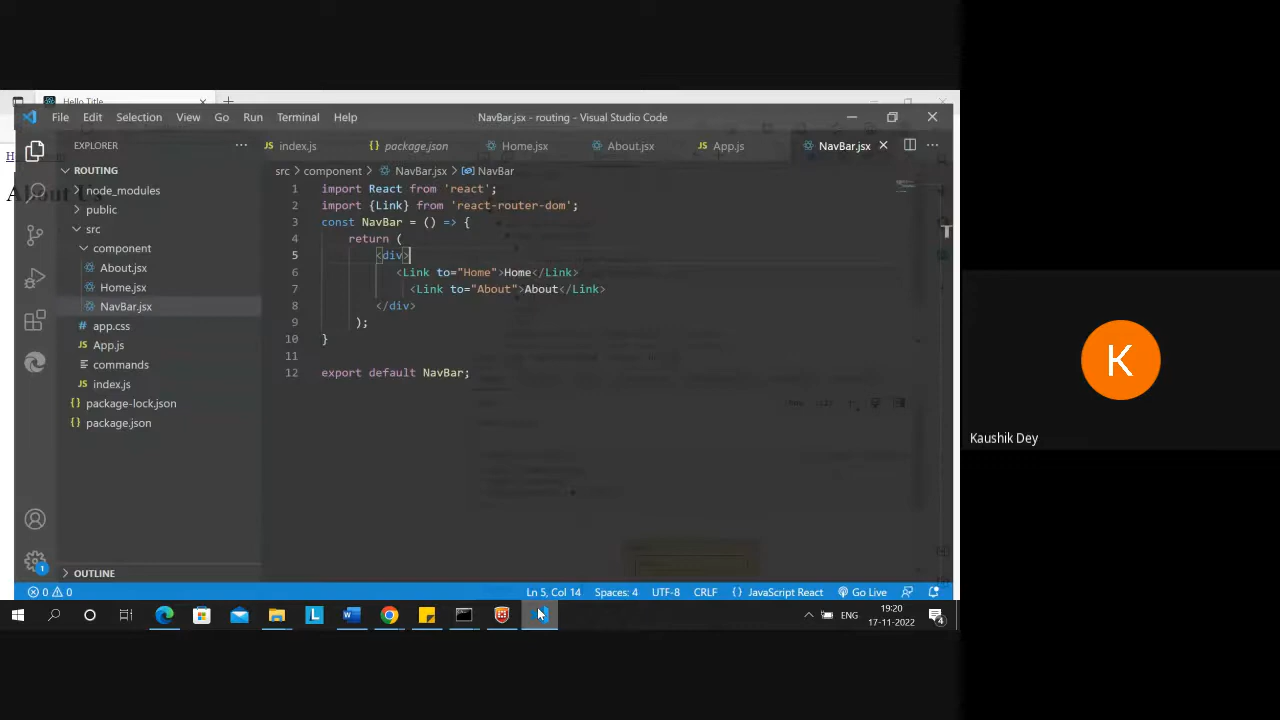 Hello Title
File Edit Selection View Go Run Terminal Help
NavBar.jsx - routing - Visual Studio Code
EXPLORER
index.js
package.json
Home.jsx
About.jsx
App.js
NavBar.jsx
src > component > NavBar.jsx > NavBar
ROUTING
node_modules
public
src
component
About.jsx
Home.jsx
NavBar.jsx
app.css
App.js
commands
index.js
package-lock.json
package.json
OUTLINE
About Us
1 import React from 'react';
2 import {Link} from 'react-router-dom';
3 const NavBar = () => {
4 return (
5 <div>
6 <Link to="Home">Home</Link>
7 <Link to="About">About</Link>
8 </div>
9 );
10 }
11
12 export default NavBar;
K
Kaushik Dey
0 0
Ln 5, Col 14 Spaces: 4 UTF-8 CRLF {} JavaScript React Go Live
1
ENG
19:20
17-11-2022
4